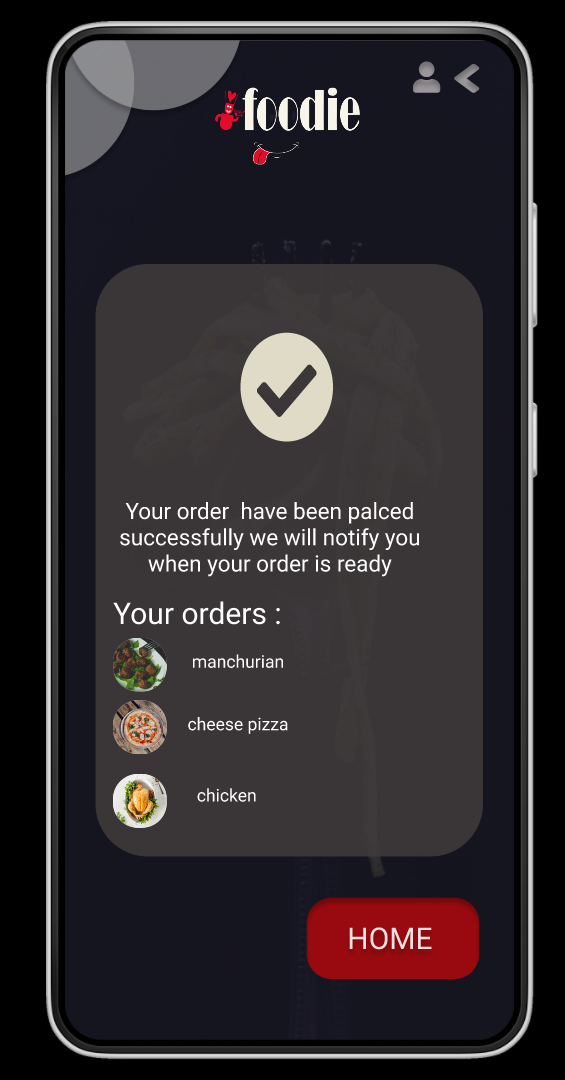 foodie
Your order have been palced
successfully we will notify you
when your order is ready
Your orders :
manchurian
cheese pizza
chicken
HOME